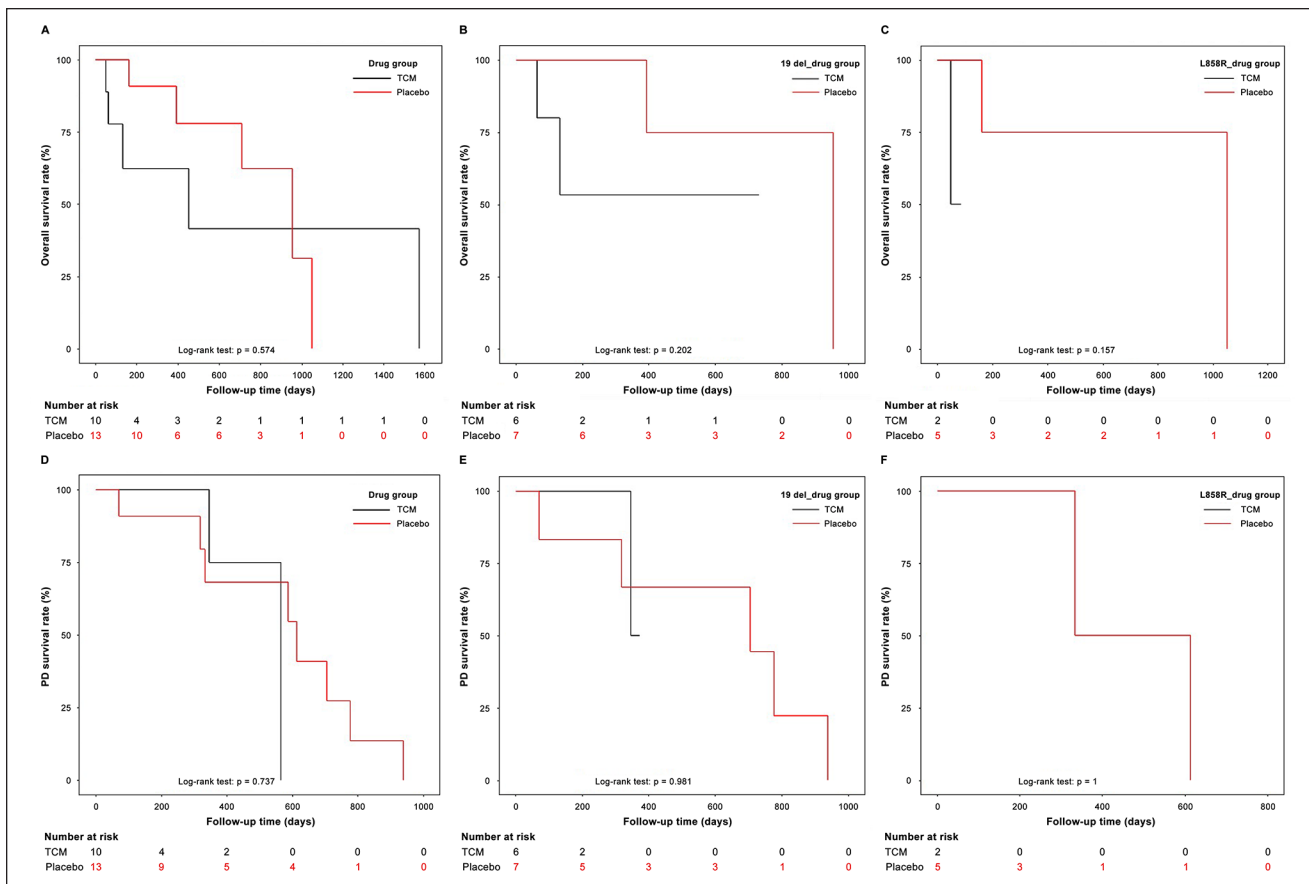 A
Drug group
TCM
Placebo
100
75
50
25
0
Overall survival rate (%)
Log-rank test: p = 0.574
0 200 400 600 800 1000 1200 1400 1600
Follow-up time (days)
Number at risk
TCM 10 4 3 2 1 1 1 1 0
Placebo 13 10 6 6 3 1 0 0 0
B
19 del_drug group
TCM
Placebo
100
75
50
25
0
Overall survival rate (%)
Log-rank test: p = 0.202
0 200 400 600 800 1000
Follow-up time (days)
Number at risk
TCM 6 2 1 1 0 0
Placebo 7 6 3 3 2 0
C
L858R_drug group
TCM
Placebo
100
75
50
25
0
Overall survival rate (%)
Log-rank test: p = 0.157
0 200 400 600 800 1000 1200
Follow-up time (days)
Number at risk
TCM 2 0 0 0 0 0 0
Placebo 5 3 2 2 1 1 0
D
Drug group
TCM
Placebo
100
75
50
25
0
PD survival rate (%)
Log-rank test: p = 0.737
0 200 400 600 800 1000
Follow-up time (days)
Number at risk
TCM 10 4 2 0 0 0
Placebo 13 9 5 4 1 0
E
19 del_drug group
TCM
Placebo
100
75
50
25
0
PD survival rate (%)
Log-rank test: p = 0.981
0 200 400 600 800 1000
Follow-up time (days)
Number at risk
TCM 6 2 0 0 0 0
Placebo 7 5 3 3 1 0
F
L858R_drug group
TCM
Placebo
100
75
50
25
0
PD survival rate (%)
Log-rank test: p = 1
0 200 400 600 800
Follow-up time (days)
Number at risk
TCM 2 0 0 0 0
Placebo 5 3 1 1 0